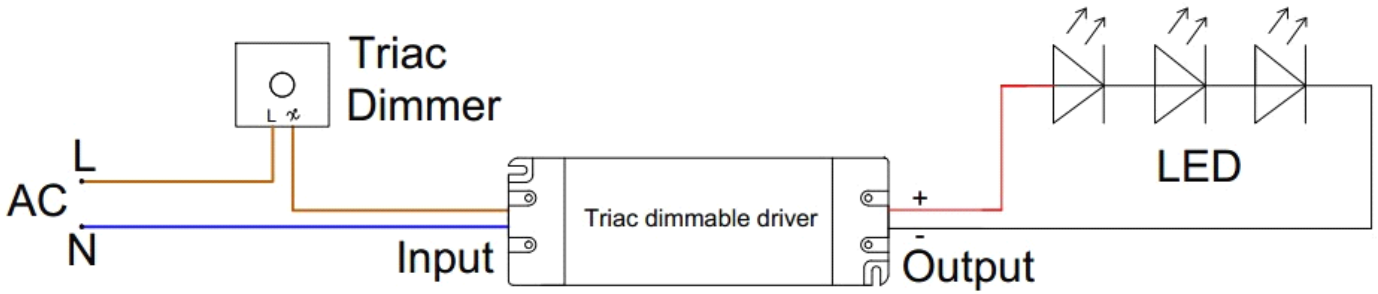 Triac
Dimmer
L
L
AC
N
Input
Triac dimmable driver
+
-
Output
LED